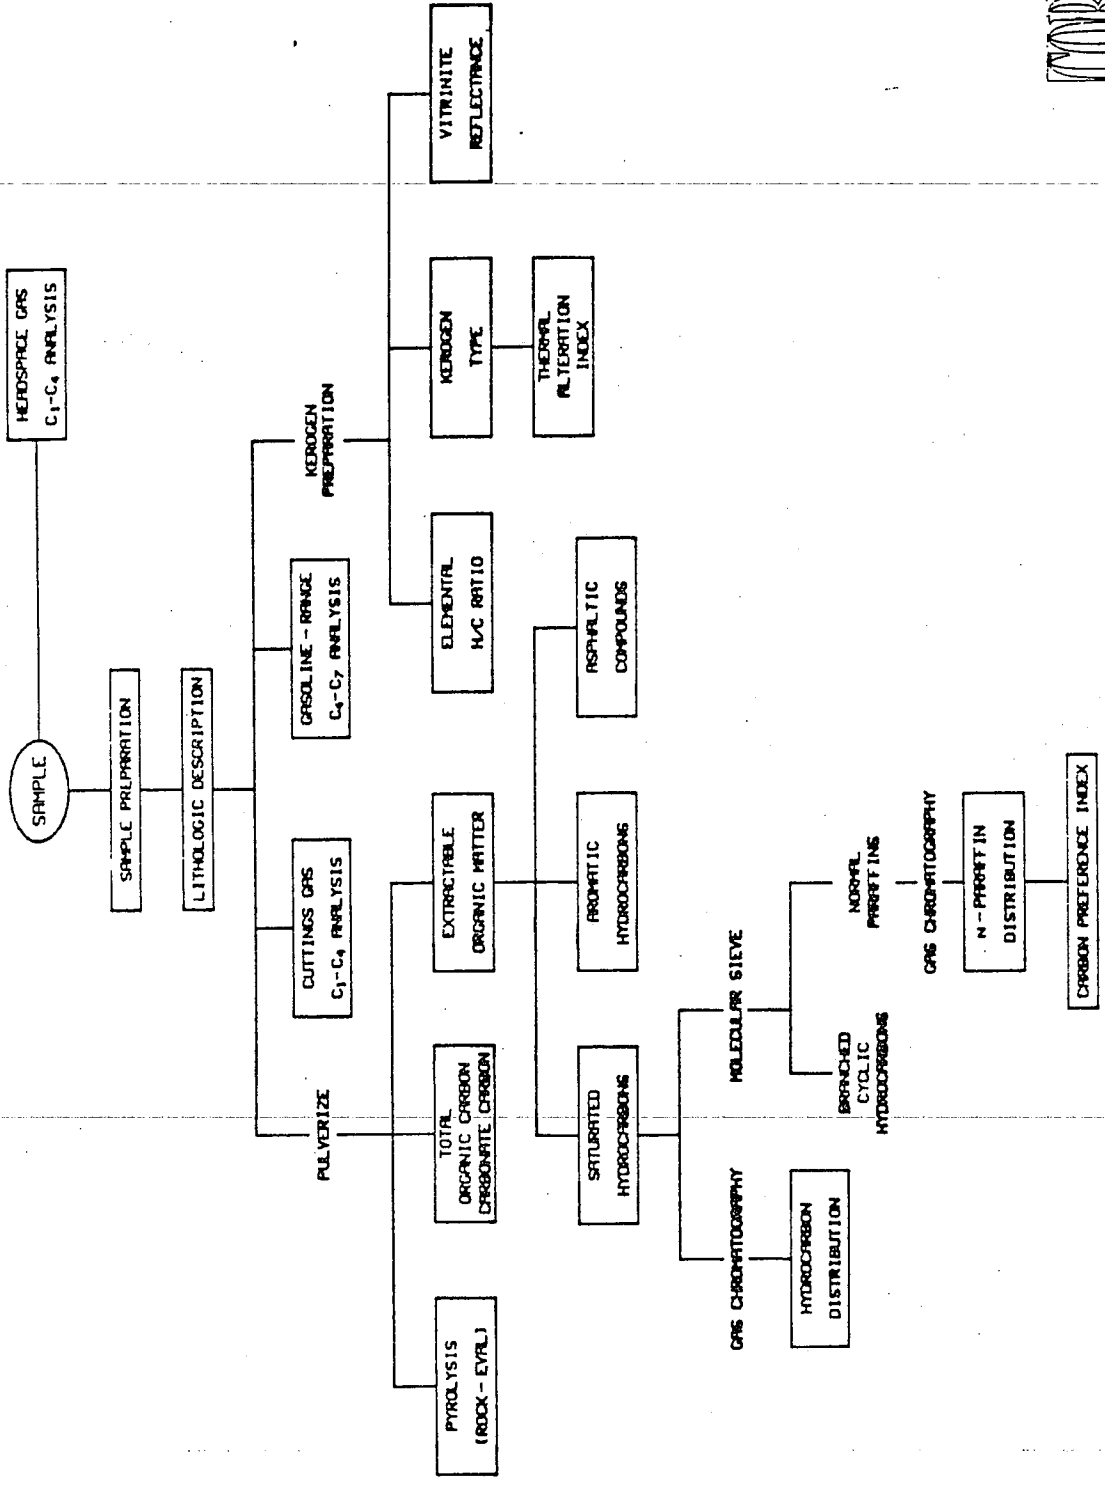 SAMPLE
HEADSPACE GAS
C₁-C₄ ANALYSIS
SAMPLE PREPARATION
LITHOLOGIC DESCRIPTION
PULVERIZE
CUTTINGS GAS
C₁-C₄ ANALYSIS
GASOLINE-RANGE
C₄-C₇ ANALYSIS
KEROGEN
PREPARATION
PYROLYSIS
(ROCK-EVAL)
TOTAL
ORGANIC CARBON
CARBONATE CARBON
EXTRACTABLE
ORGANIC MATTER
ELEMENTAL
H/C RATIO
KEROGEN
TYPE
VITRINITE
REFLECTANCE
THERMAL
ALTERATION
INDEX
SATURATED
HYDROCARBONS
AROMATIC
HYDROCARBONS
ASPHALTIC
COMPOUNDS
GAS CHROMATOGRAPHY
MOLECULAR SIEVE
HYDROCARBON
DISTRIBUTION
BRANCHED
CYCLIC
HYDROCARBONS
NORMAL
PARAFFINS
GAS CHROMATOGRAPHY
N-PARAFFIN
DISTRIBUTION
CARBON PREFERENCE INDEX